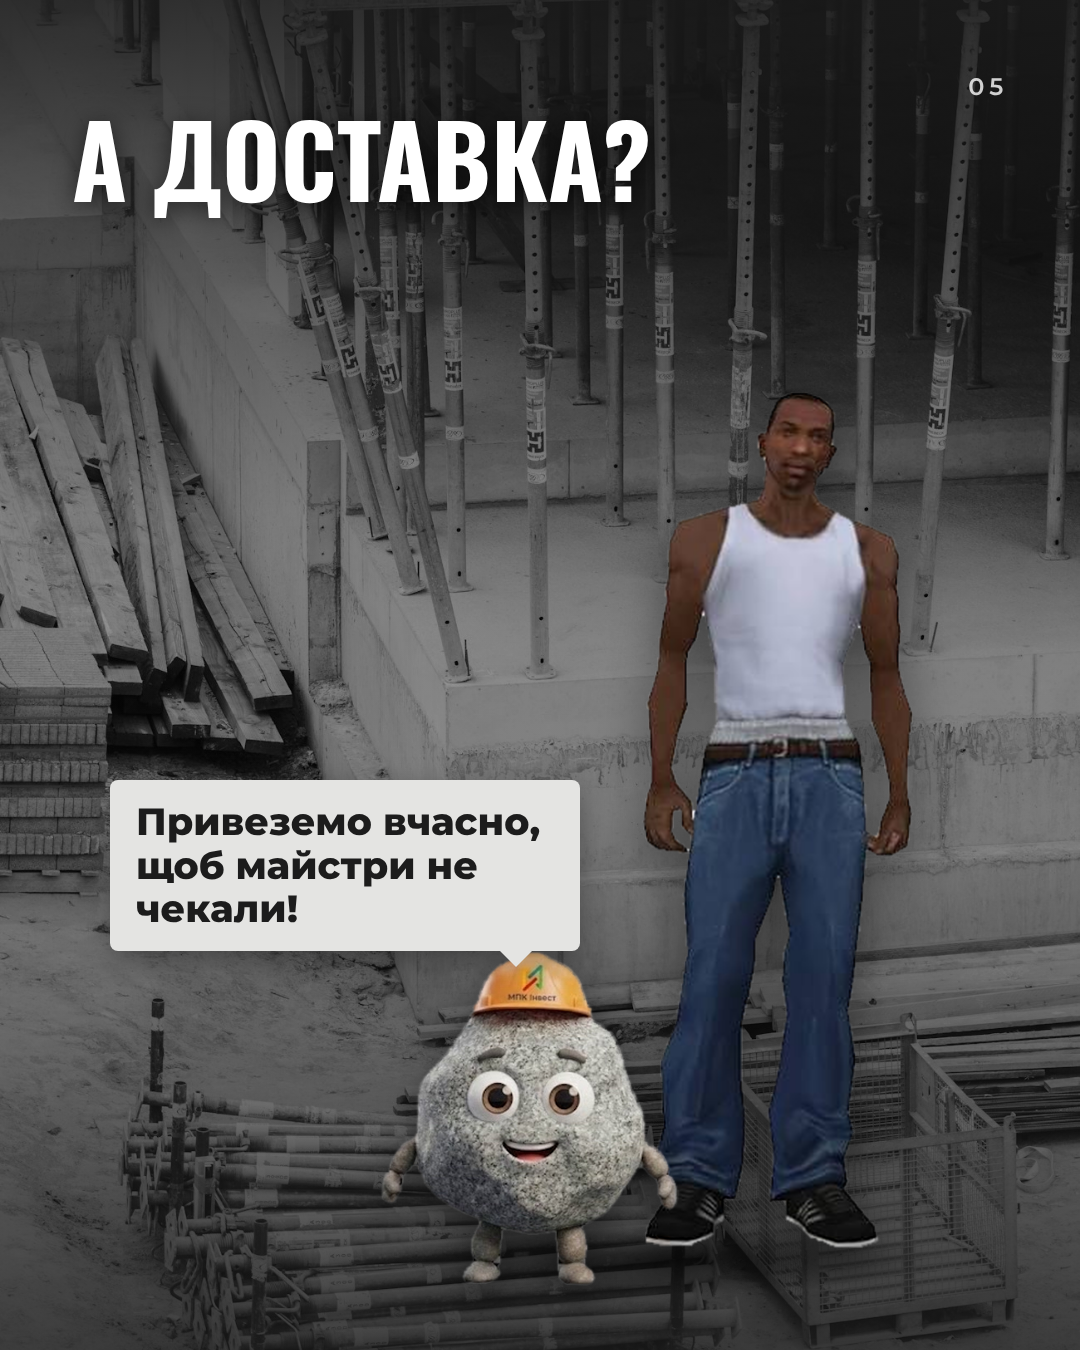 05
А ДОСТАВКА?
Привеземо вчасно,
щоб майстри не
чекали!
МПК Інвест